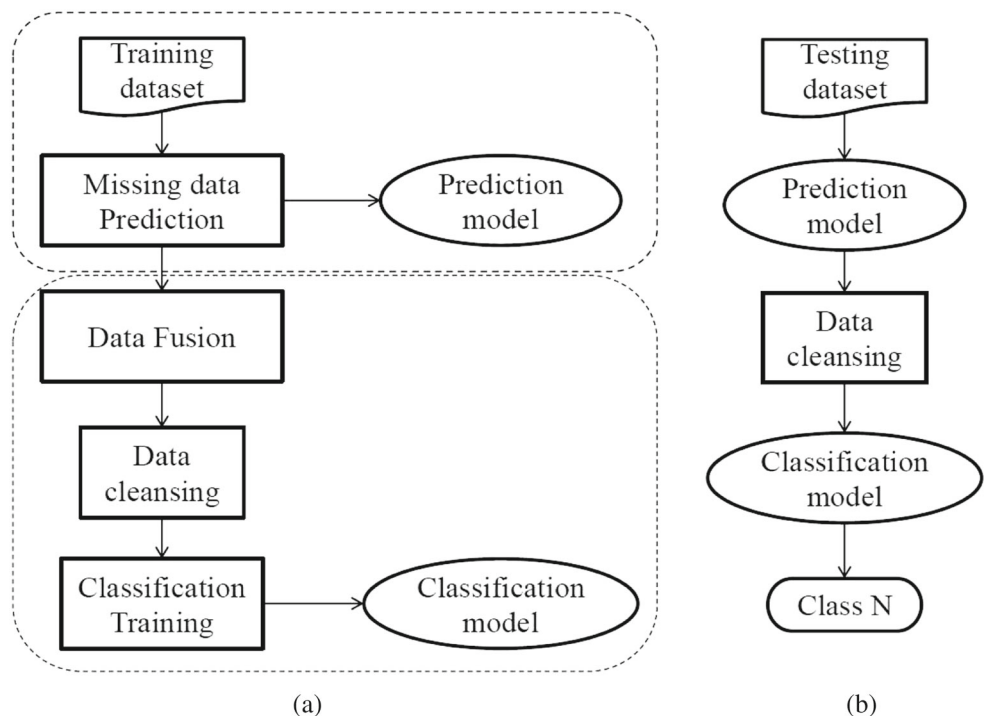 Training
dataset
Missing data
Prediction
Prediction
model
Data Fusion
Data
cleansing
Classification
Training
Classification
model
(a)
Testing
dataset
Prediction
model
Data
cleansing
Classification
model
Class N
(b)